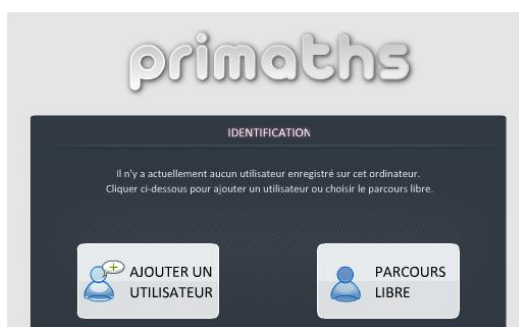 primaths
IDENTIFICATION
Il n'y a actuellement aucun utilisateur enregistré sur cet ordinateur.
Cliquer ci-dessous pour ajouter un utilisateur ou choisir le parcours libre.
AJOUTER UN
UTILISATEUR
PARCOURS
LIBRE